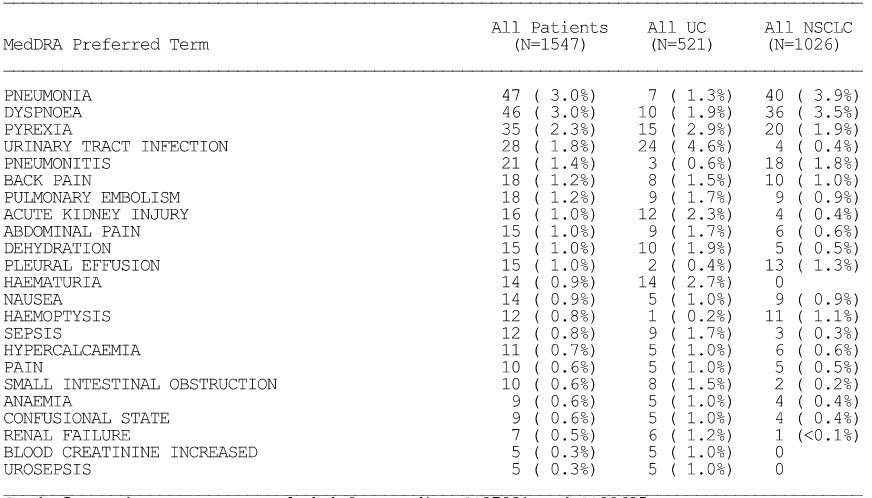 All Patients All UC All NSCLC
MedDRA Preferred Term (N=1547) (N=521) (N=1026)
PNEUMONIA 47 ( 3.0%) 7 ( 1.3%) 40 ( 3.9%)
DYSPNOEA 46 ( 3.0%) 10 ( 1.9%) 36 ( 3.5%)
PYREXIA 35 ( 2.3%) 15 ( 2.9%) 20 ( 1.9%)
URINARY TRACT INFECTION 28 ( 1.8%) 24 ( 4.6%) 4 ( 0.4%)
PNEUMONITIS 21 ( 1.4%) 3 ( 0.6%) 18 ( 1.8%)
BACK PAIN 18 ( 1.2%) 8 ( 1.5%) 10 ( 1.0%)
PULMONARY EMBOLISM 18 ( 1.2%) 9 ( 1.7%) 9 ( 0.9%)
ACUTE KIDNEY INJURY 16 ( 1.0%) 12 ( 2.3%) 4 ( 0.4%)
ABDOMINAL PAIN 15 ( 1.0%) 9 ( 1.7%) 6 ( 0.6%)
DEHYDRATION 15 ( 1.0%) 10 ( 1.9%) 5 ( 0.5%)
PLEURAL EFFUSION 15 ( 1.0%) 2 ( 0.4%) 13 ( 1.3%)
HAEMATURIA 14 ( 0.9%) 14 ( 2.7%) 0
NAUSEA 14 ( 0.9%) 5 ( 1.0%) 9 ( 0.9%)
HAEMOPTYSIS 12 ( 0.8%) 1 ( 0.2%) 11 ( 1.1%)
SEPSIS 12 ( 0.8%) 9 ( 1.7%) 3 ( 0.3%)
HYPERCALCAEMIA 11 ( 0.7%) 5 ( 1.0%) 6 ( 0.6%)
PAIN 10 ( 0.6%) 5 ( 1.0%) 5 ( 0.5%)
SMALL INTESTINAL OBSTRUCTION 10 ( 0.6%) 8 ( 1.5%) 2 ( 0.2%)
ANAEMIA 9 ( 0.6%) 5 ( 1.0%) 4 ( 0.4%)
CONFUSIONAL STATE 9 ( 0.6%) 5 ( 1.0%) 4 ( 0.4%)
RENAL FAILURE 7 ( 0.5%) 6 ( 1.2%) 1 (<0.1%)
BLOOD CREATININE INCREASED 5 ( 0.3%) 5 ( 1.0%) 0
UROSEPSIS 5 ( 0.3%) 5 ( 1.0%) 0